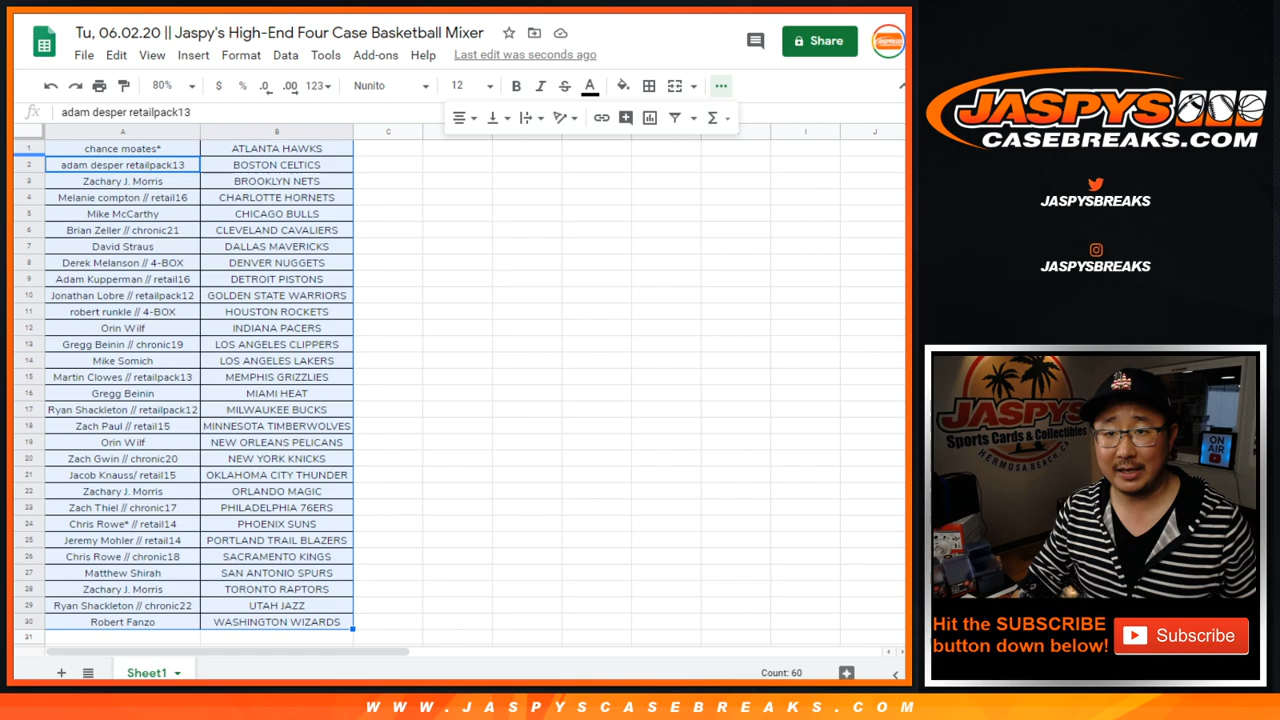 Tu, 06.02.20 || Jaspy's High-End Four Case Basketball Mixer
File Edit View Insert Format Data Tools Add-ons Help Last edit was seconds ago
Share
80% $ % .0 .00 123 Nunito 12 B I S A
fx adam desper retailpack13
A B C I J
1 chance moates* ATLANTA HAWKS
2 adam desper retailpack13 BOSTON CELTICS
3 Zachary J. Morris BROOKLYN NETS
4 Melanie compton // retail16 CHARLOTTE HORNETS
5 Mike McCarthy CHICAGO BULLS
6 Brian Zeller // chronic21 CLEVELAND CAVALIERS
7 David Straus DALLAS MAVERICKS
8 Derek Melanson // 4-BOX DENVER NUGGETS
9 Adam Kupperman // retail16 DETROIT PISTONS
10 Jonathan Lobre // retailpack12 GOLDEN STATE WARRIORS
11 robert runkle // 4-BOX HOUSTON ROCKETS
12 Orin Wilf INDIANA PACERS
13 Gregg Beinin // chronic19 LOS ANGELES CLIPPERS
14 Mike Somich LOS ANGELES LAKERS
15 Martin Clowes // retailpack13 MEMPHIS GRIZZLIES
16 Gregg Beinin MIAMI HEAT
17 Ryan Shackleton // retailpack12 MILWAUKEE BUCKS
18 Zach Paul // retail15 MINNESOTA TIMBERWOLVES
19 Orin Wilf NEW ORLEANS PELICANS
20 Zach Gwin // chronic20 NEW YORK KNICKS
21 Jacob Knauss/ retail15 OKLAHOMA CITY THUNDER
22 Zachary J. Morris ORLANDO MAGIC
23 Zach Thiel // chronic17 PHILADELPHIA 76ERS
24 Chris Rowe* // retail14 PHOENIX SUNS
25 Jeremy Mohler // retail14 PORTLAND TRAIL BLAZERS
26 Chris Rowe // chronic18 SACRAMENTO KINGS
27 Matthew Shirah SAN ANTONIO SPURS
28 Zachary J. Morris TORONTO RAPTORS
29 Ryan Shackleton // chronic22 UTAH JAZZ
30 Robert Fanzo WASHINGTON WIZARDS
31
Sheet1 Count: 60
JASPYS
CASEBREAKS.COM
JASPYSBREAKS
JASPYSBREAKS
JASPYS
Sports Cards & Collectibles
HERMOSA BEACH, CA
ON AIR
Hit the SUBSCRIBE
button down below!
Subscribe
WWW.JASPYSCASEBREAKS.COM